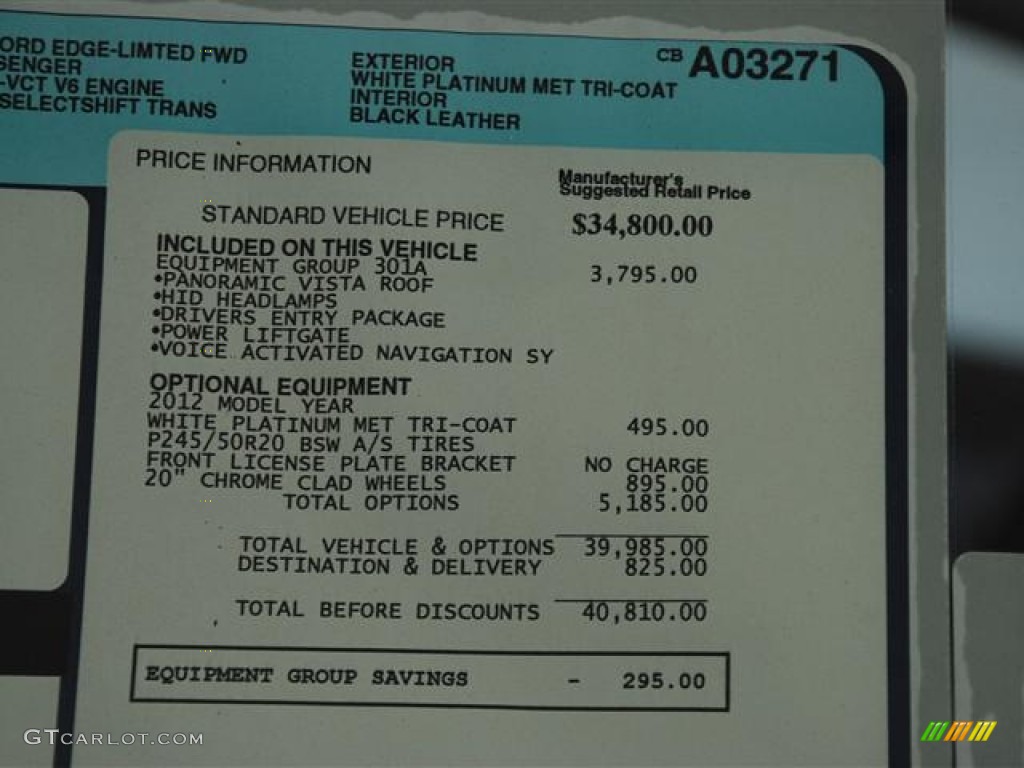 ORD EDGE-LIMTED FWD
SENGER
-VCT V6 ENGINE
SELECTSHIFT TRANS
EXTERIOR
WHITE PLATINUM MET TRI-COAT
INTERIOR
BLACK LEATHER
CB A03271
PRICE INFORMATION
Manufacturer's
Suggested Retail Price
STANDARD VEHICLE PRICE $34,800.00
INCLUDED ON THIS VEHICLE
EQUIPMENT GROUP 301A 3,795.00
•PANORAMIC VISTA ROOF
•HID HEADLAMPS
•DRIVERS ENTRY PACKAGE
•POWER LIFTGATE
•VOICE ACTIVATED NAVIGATION SY
OPTIONAL EQUIPMENT
2012 MODEL YEAR
WHITE PLATINUM MET TRI-COAT 495.00
P245/50R20 BSW A/S TIRES
FRONT LICENSE PLATE BRACKET NO CHARGE
20" CHROME CLAD WHEELS 895.00
TOTAL OPTIONS 5,185.00
TOTAL VEHICLE & OPTIONS 39,985.00
DESTINATION & DELIVERY 825.00
TOTAL BEFORE DISCOUNTS 40,810.00
EQUIPMENT GROUP SAVINGS - 295.00
GTCARLOT.COM